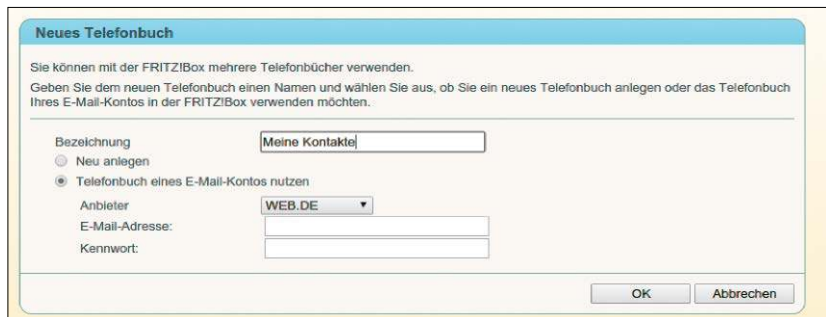 Neues Telefonbuch
Sie können mit der FRITZ!Box mehrere Telefonbücher verwenden.
Geben Sie dem neuen Telefonbuch einen Namen und wählen Sie aus, ob Sie ein neues Telefonbuch anlegen oder das Telefonbuch
Ihres E-Mail-Kontos in der FRITZ!Box verwenden möchten.
Bezeichnung Meine Kontakte
Neu anlegen
Telefonbuch eines E-Mail-Kontos nutzen
Anbieter WEB.DE
E-Mail-Adresse:
Kennwort:
OK Abbrechen